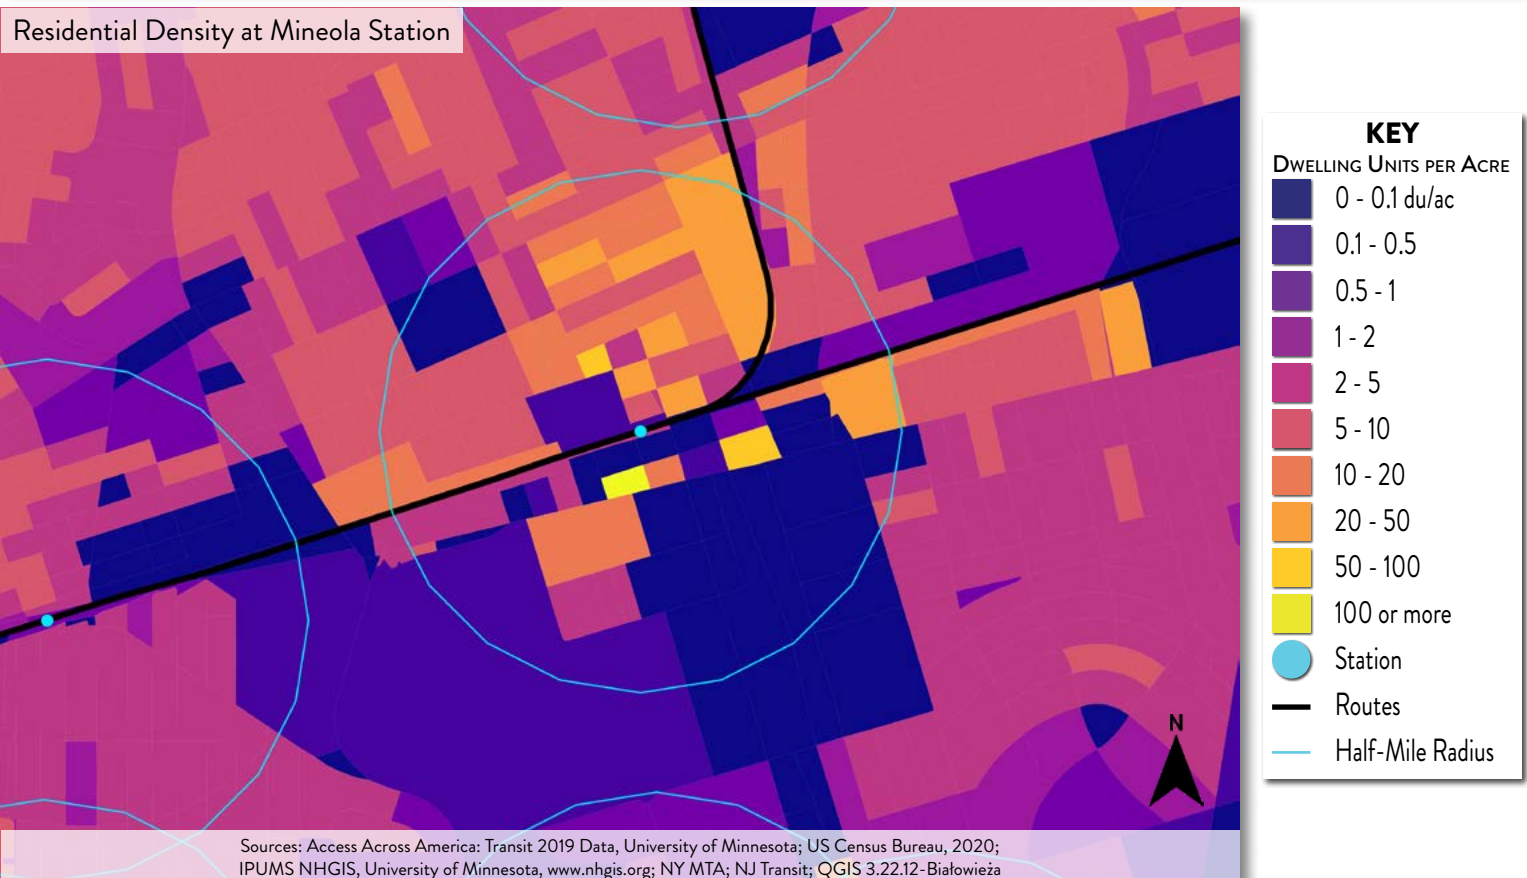 Residential Density at Mineola Station
KEY
Dwelling Units per Acre
0 - 0.1 du/ac
0.1 - 0.5
0.5 - 1
1 - 2
2 - 5
5 - 10
10 - 20
20 - 50
50 - 100
100 or more
Station
Routes
Half-Mile Radius
N
Sources: Access Across America: Transit 2019 Data, University of Minnesota; US Census Bureau, 2020;
IPUMS NHGIS, University of Minnesota, www.nhgis.org; NY MTA; NJ Transit; QGIS 3.22.12-Białowieża